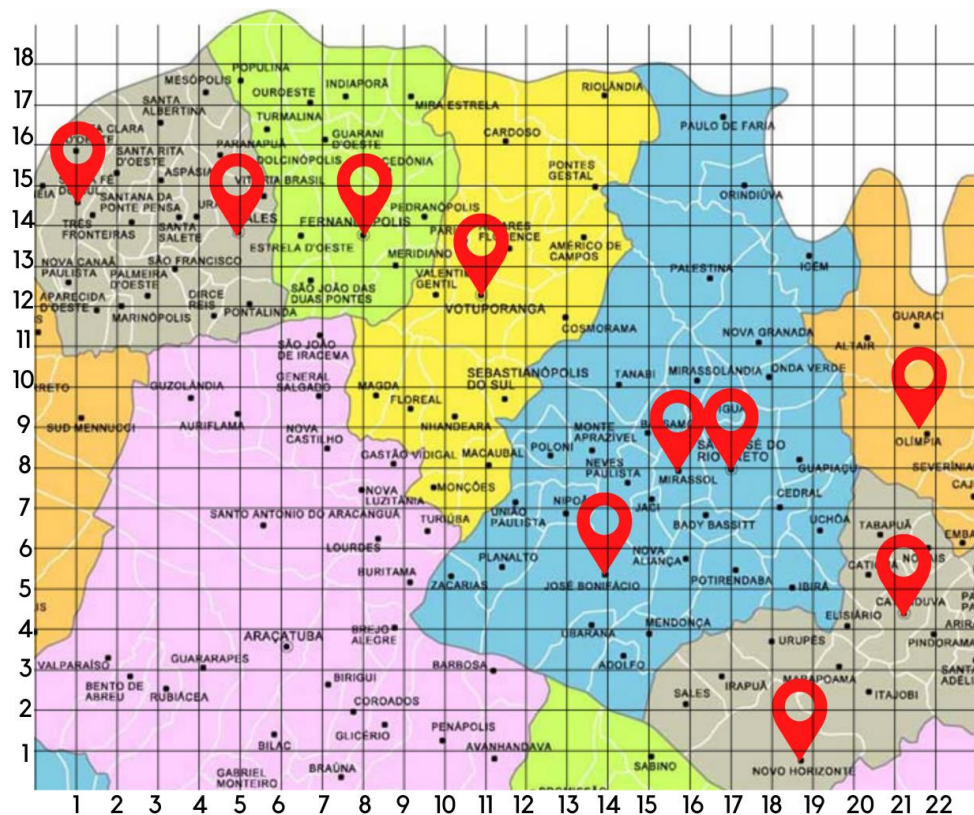 18
POPULINA
MESÓPOLIS
17
OUROESTE
INDIAPORÃ
RIOLÂNDIA
SANTA
ALBERTINA
TURMALINA
MIRA ESTRELA
PAULO DE FARIA
16
GUARANI
D'OESTE
CARDOSO
PARANAPUÃ
SANTA RITA
D'OESTE
DOLCINÓPOLIS
PONTES
GESTAL
15
ASPÁSIA
ORINDIÚVA
SANTANA DA
PONTE PENSA
PEDRANÓPOLIS
14
TRÊS
FRONTEIRAS
SANTA
SALETE
ESTRELA D'OESTE
AMÉRICO DE
CAMPOS
13
NOVA CANAÃ
PAULISTA
SÃO FRANCISCO
MERIDIANO
PALMEIRA
D'OESTE
SÃO JOÃO DAS
DUAS PONTES
VALENTIM
GENTIL
PALESTINA
ICÉM
12
APARECIDA
D'OESTE
DIRCE
REIS
MARINÓPOLIS
PONTALINDA
VOTUPORANGA
COSMORAMA
NOVA GRANADA
GUARACI
11
SÃO JOÃO
DE IRACEMA
ALTAIR
10
GUZOLÂNDIA
GENERAL
SALGADO
MAGDA
SEBASTIANÓPOLIS
DO SUL
TANABI
MIRASSOLÂNDIA
ONDA VERDE
FLOREAL
9
SUD MENNUCCI
AURIFLAMA
NOVA
CASTILHO
NHANDEARA
MONTE
APRAZÍVEL
OLÍMPIA
8
GASTÃO VIDIGAL
MACAUBAL
POLONI
NEVES
PAULISTA
MIRASSOL
GUAPIAÇU
SEVERÍNIA
NOVA
LUZITÂNIA
MONÇÕES
CEDRAL
7
SANTO ANTONIO DO ARACANGUÁ
TURIÚBA
UNIÃO
PAULISTA
NIPOÃ
JACI
BADY BASSITT
UCHÔA
TABAPUÃ
6
LOURDES
PLANALTO
NOVA
ALIANÇA
BURITAMA
ZACARIAS
JOSÉ BONIFÁCIO
POTIRENDABA
IBIRÁ
5
4
ARAÇATUBA
BREJO
ALEGRE
UBARANA
MENDONÇA
URUPÊS
ELISIÁRIO
PINDORAMA
3
VALPARAÍSO
GUARARAPES
BARBOSA
ADOLFO
BENTO DE
ABREU
RUBIÁCEA
BIRIGUI
SALES
IRAPUÃ
MARAPOAMA
ITAJOBI
2
COROADOS
GLICÉRIO
PENÁPOLIS
1
BILAC
AVANHANDAVA
BRAÚNA
GABRIEL
MONTEIRO
SABINO
NOVO HORIZONTE
1 2 3 4 5 6 7 8 9 10 11 12 13 14 15 16 17 18 19 20 21 22